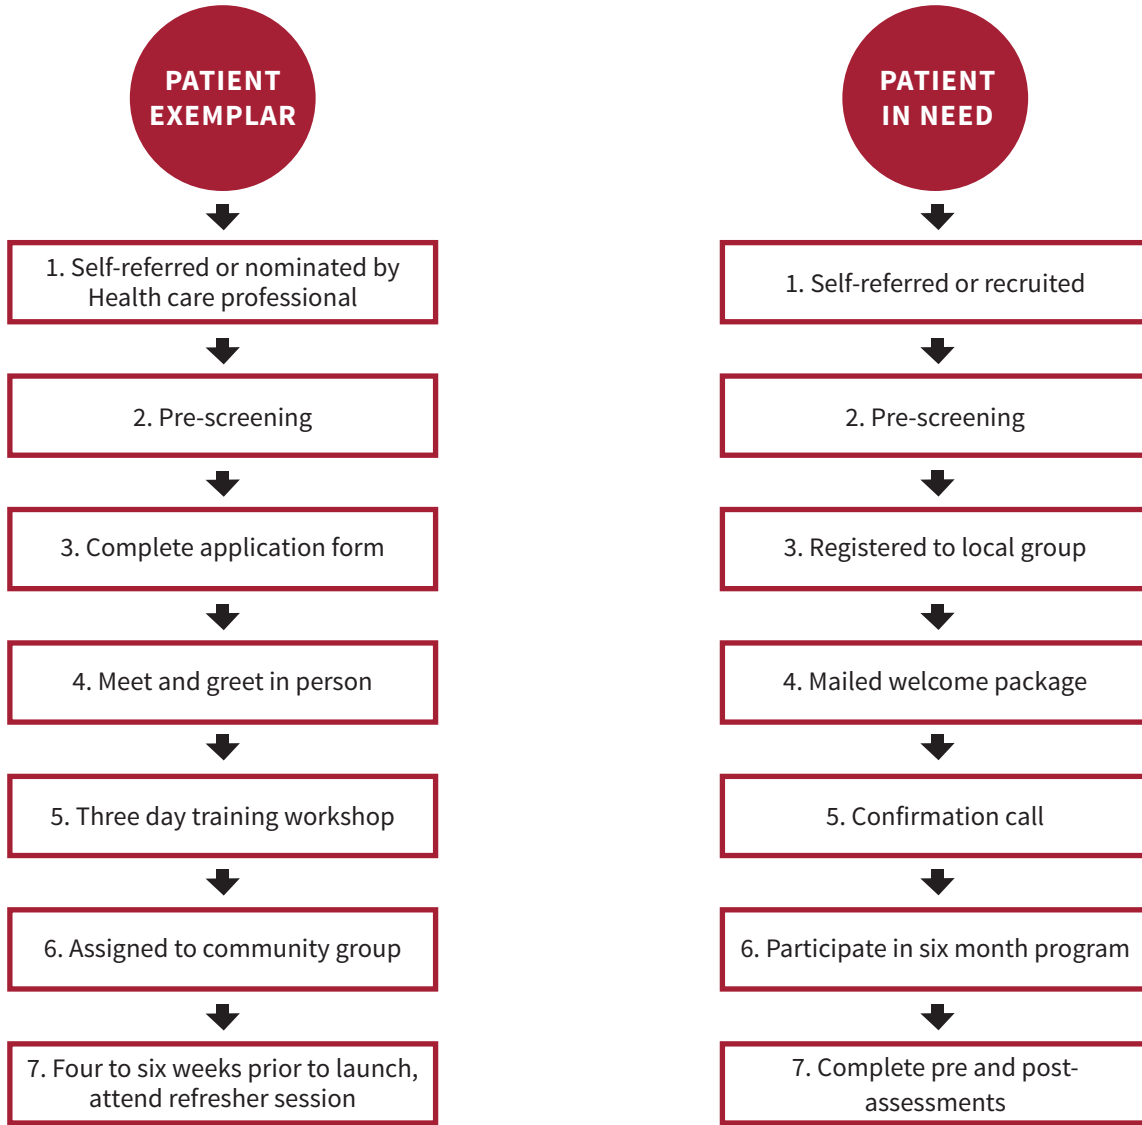 PATIENT
EXEMPLAR
1. Self-referred or nominated by
Health care professional
2. Pre-screening
3. Complete application form
4. Meet and greet in person
5. Three day training workshop
6. Assigned to community group
7. Four to six weeks prior to launch,
attend refresher session
PATIENT
IN NEED
1. Self-referred or recruited
2. Pre-screening
3. Registered to local group
4. Mailed welcome package
5. Confirmation call
6. Participate in six month program
7. Complete pre and post-
assessments